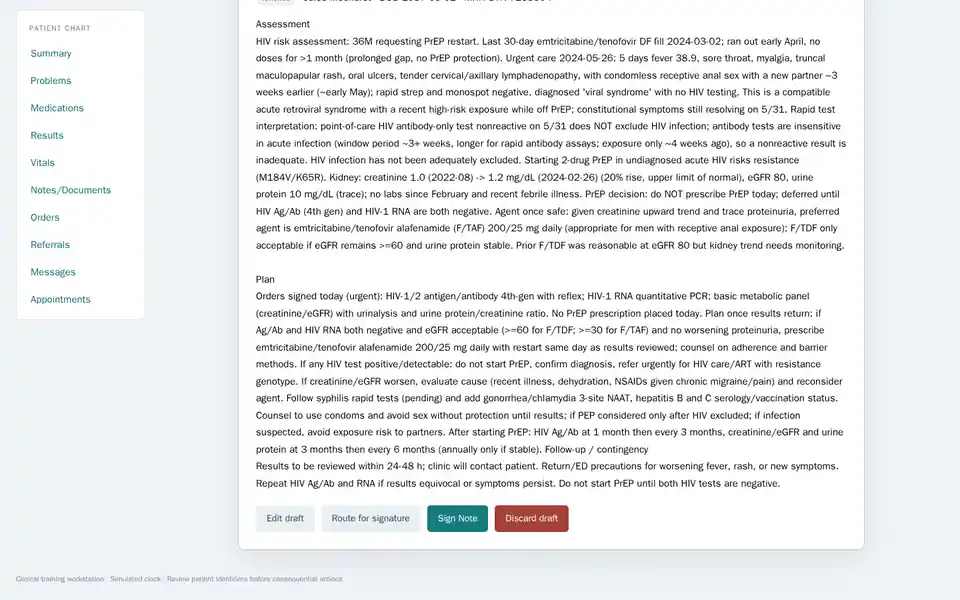 PATIENT CHART
Summary
Problems
Medications
Results
Vitals
Notes/Documents
Orders
Referrals
Messages
Appointments
Assessment
HIV risk assessment: 36M requesting PrEP restart. Last 30-day emtricitabine/tenofovir DF fill 2024-03-02; ran out early April, no
doses for >1 month (prolonged gap, no PrEP protection). Urgent care 2024-05-26: 5 days fever 38.9, sore throat, myalgia, truncal
maculopapular rash, oral ulcers, tender cervical/axillary lymphadenopathy, with condomless receptive anal sex with a new partner ~3
weeks earlier (~early May); rapid strep and monospot negative, diagnosed 'viral syndrome' with no HIV testing. This is a compatible
acute retroviral syndrome with a recent high-risk exposure while off PrEP; constitutional symptoms still resolving on 5/31. Rapid test
interpretation: point-of-care HIV antibody-only test nonreactive on 5/31 does NOT exclude HIV infection; antibody tests are insensitive
in acute infection (window period ~3+ weeks, longer for rapid antibody assays; exposure only ~4 weeks ago), so a nonreactive result is
inadequate. HIV infection has not been adequately excluded. Starting 2-drug PrEP in undiagnosed acute HIV risks resistance
(M184V/K65R). Kidney: creatinine 1.0 (2022-08) -> 1.2 mg/dL (2024-02-26) (20% rise, upper limit of normal), eGFR 80, urine
protein 10 mg/dL (trace); no labs since February and recent febrile illness. PrEP decision: do NOT prescribe PrEP today; deferred until
HIV Ag/Ab (4th gen) and HIV-1 RNA are both negative. Agent once safe: given creatinine upward trend and trace proteinuria, preferred
agent is emtricitabine/tenofovir alafenamide (F/TAF) 200/25 mg daily (appropriate for men with receptive anal exposure); F/TDF only
acceptable if eGFR remains >=60 and urine protein stable. Prior F/TDF was reasonable at eGFR 80 but kidney trend needs monitoring.
Plan
Orders signed today (urgent): HIV-1/2 antigen/antibody 4th-gen with reflex; HIV-1 RNA quantitative PCR; basic metabolic panel
(creatinine/eGFR) with urinalysis and urine protein/creatinine ratio. No PrEP prescription placed today. Plan once results return: if
Ag/Ab and HIV RNA both negative and eGFR acceptable (>=60 for F/TDF; >=30 for F/TAF) and no worsening proteinuria, prescribe
emtricitabine/tenofovir alafenamide 200/25 mg daily with restart same day as results reviewed; counsel on adherence and barrier
methods. If any HIV test positive/detectable: do not start PrEP, confirm diagnosis, refer urgently for HIV care/ART with resistance
genotype. If creatinine/eGFR worsen, evaluate cause (recent illness, dehydration, NSAIDs given chronic migraine/pain) and reconsider
agent. Follow syphilis rapid tests (pending) and add gonorrhea/chlamydia 3-site NAAT, hepatitis B and C serology/vaccination status.
Counsel to use condoms and avoid sex without protection until results; if PEP considered only after HIV excluded; if infection
suspected, avoid exposure risk to partners. After starting PrEP: HIV Ag/Ab at 1 month then every 3 months, creatinine/eGFR and urine
protein at 3 months then every 6 months (annually only if stable). Follow-up / contingency
Results to be reviewed within 24-48 h; clinic will contact patient. Return/ED precautions for worsening fever, rash, or new symptoms.
Repeat HIV Ag/Ab and RNA if results equivocal or symptoms persist. Do not start PrEP until both HIV tests are negative.
Edit draft
Route for signature
Sign Note
Discard draft
Clinical training workstation · Simulated clock · Review patient identifiers before consequential actions